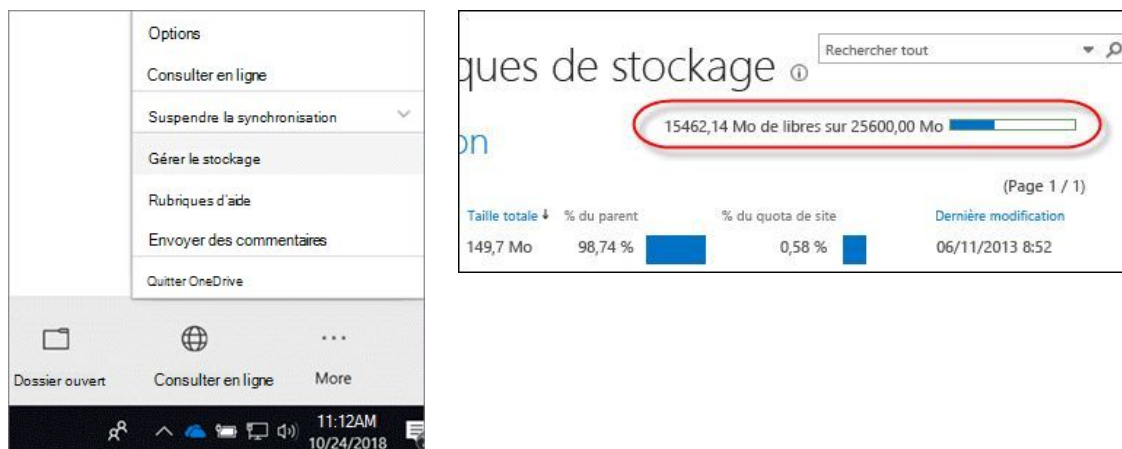 Options
Consulter en ligne
Suspendre la synchronisation
Gérer le stockage
Rubriques d'aide
Envoyer des commentaires
Quitter OneDrive
Dossier ouvert
Consulter en ligne
More
11:12AM
10/24/2018
ques de stockage
Rechercher tout
15462,14 Mo de libres sur 25600,00 Mo
on
(Page 1 / 1)
Taille totale % du parent % du quota de site Dernière modification
149,7 Mo 98,74 % 0,58 % 06/11/2013 8:52